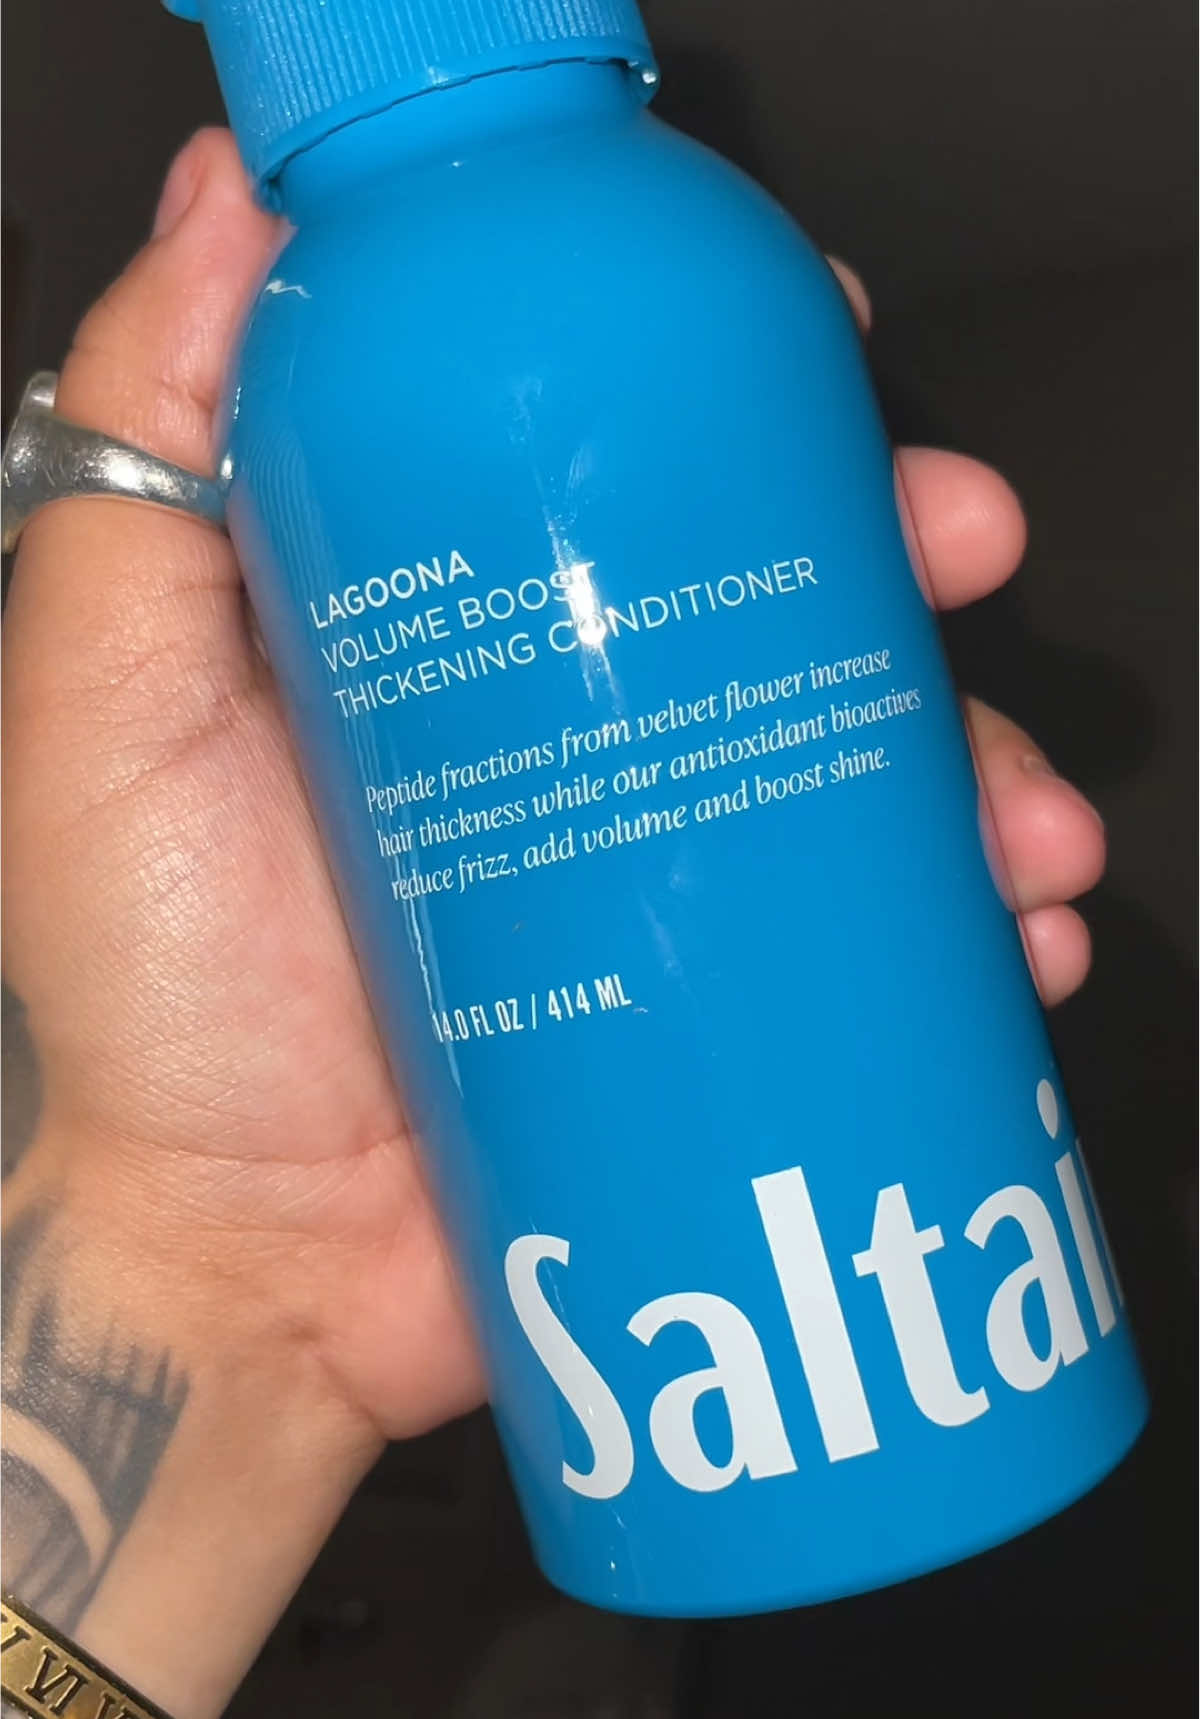 LAGOONA
VOLUME BOOST
THICKENING CONDITIONER
Peptide fractions from velvet flower increase
hair thickness while our antioxidant bioactives
reduce frizz, add volume and boost shine.
14.0 FL OZ / 414 ML
Saltai
VI